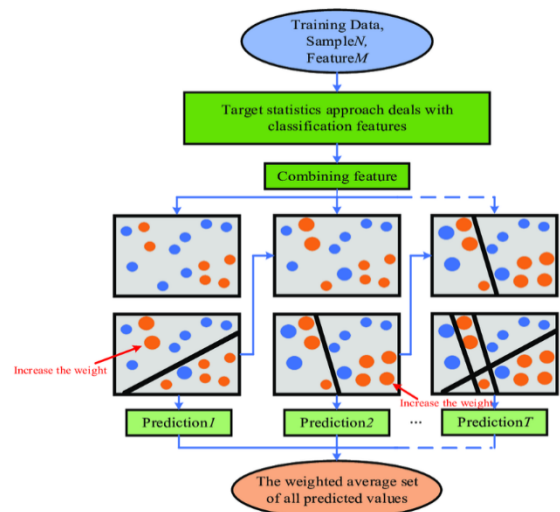 Training Data,
SampleN,
FeatureM
Target statistics approach deals with
classification features
Combining feature
Increase the weight
Increase the weight
Prediction1
Prediction2
...
PredictionT
The weighted average set
of all predicted values